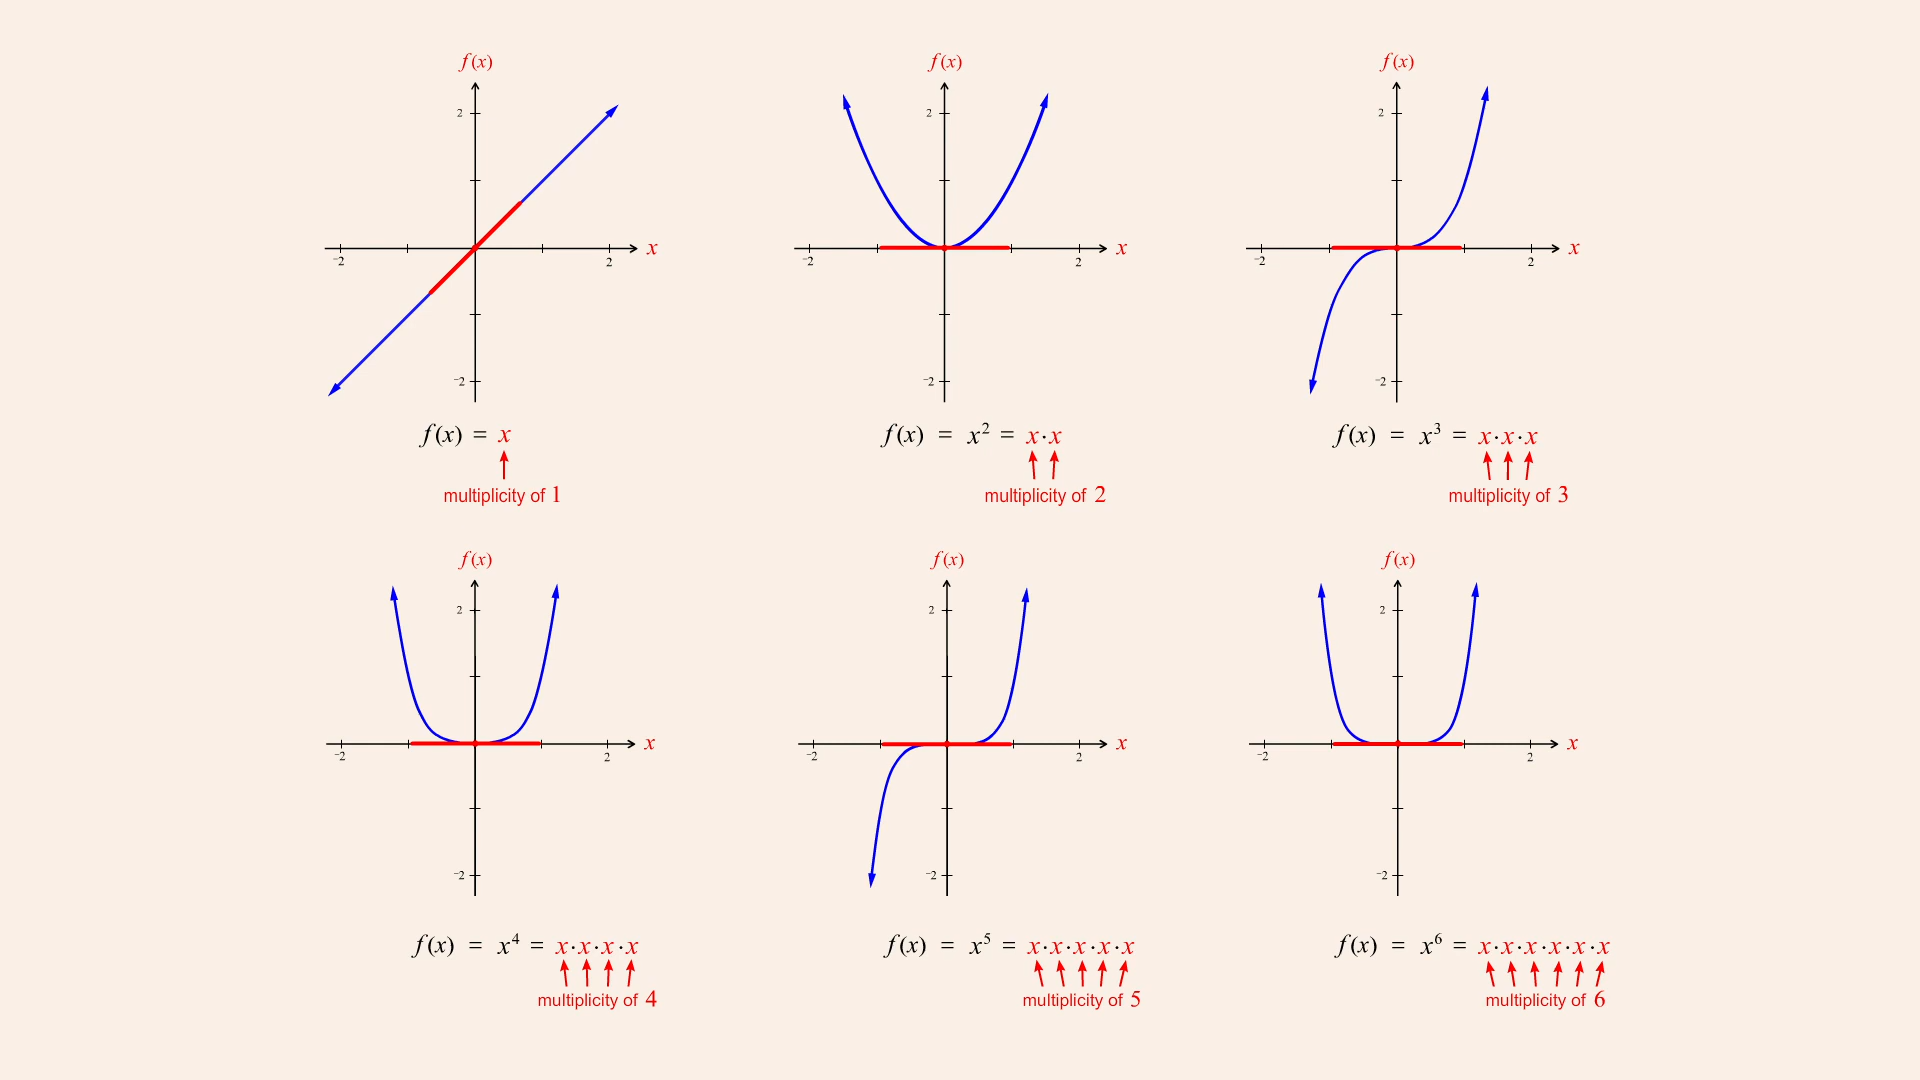 f(x) f(x) f(x)
2 2 2
x x x
−2 2 −2 2 −2 2
−2 −2 −2
f(x) = x f(x) = x² = x·x f(x) = x³ = x·x·x
multiplicity of 1 multiplicity of 2 multiplicity of 3
f(x) f(x) f(x)
2 2 2
x x x
−2 2 −2 2 −2 2
−2 −2 −2
f(x) = x⁴ = x·x·x·x f(x) = x⁵ = x·x·x·x·x f(x) = x⁶ = x·x·x·x·x·x
multiplicity of 4 multiplicity of 5 multiplicity of 6